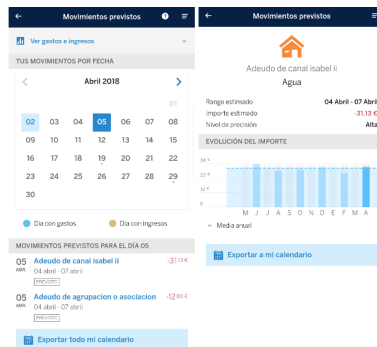 Movimientos previstos
Ver gastos e ingresos
TUS MOVIMIENTOS POR FECHA
Abril 2018
01
02 03 04 05 06 07 08
09 10 11 12 13 14 15
16 17 18 19 20 21 22
23 24 25 26 27 28 29
30
Día con gastos Día con ingresos
MOVIMIENTOS PREVISTOS PARA EL DÍA 05
05 Adeudo de canal isabel ii -31,13 €
ABR. 04 abril - 07 abril
PREVISTO
05 Adeudo de agrupacion o asociacion -12,00 €
ABR. 04 abril - 07 abril
PREVISTO
Exportar todo mi calendario
Movimientos previstos
Adeudo de canal isabel ii
Agua
Rango estimado 04 Abril - 07 Abril
Importe estimado -31,13 €
Nivel de precisión Alta
EVOLUCIÓN DEL IMPORTE
€
M J J A S O N D E F M A
Media anual
Exportar a mi calendario